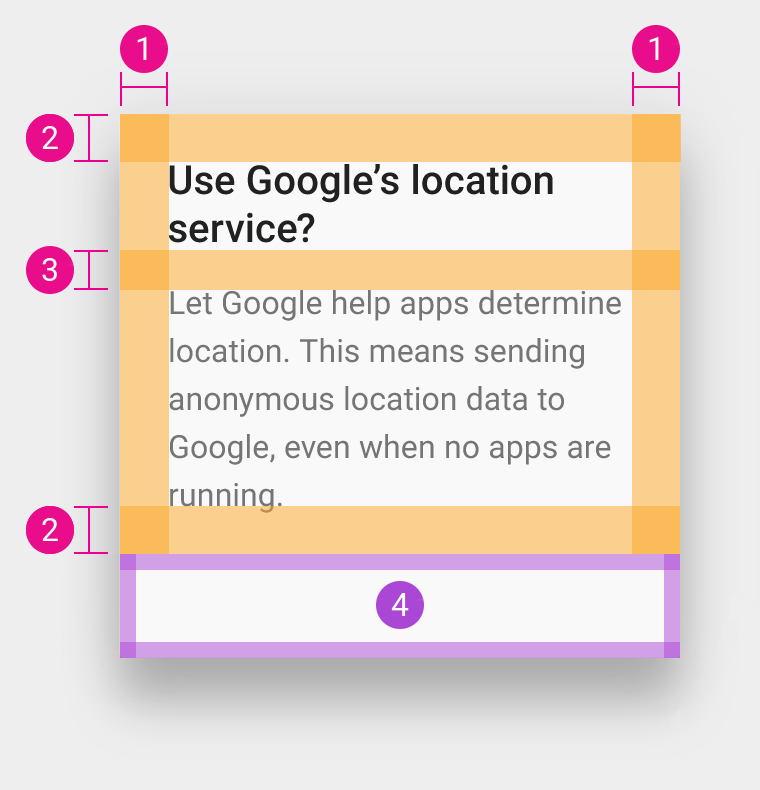 1 1
2
Use Google’s location
service?
3
Let Google help apps determine
location. This means sending
anonymous location data to
Google, even when no apps are
running.
2
4